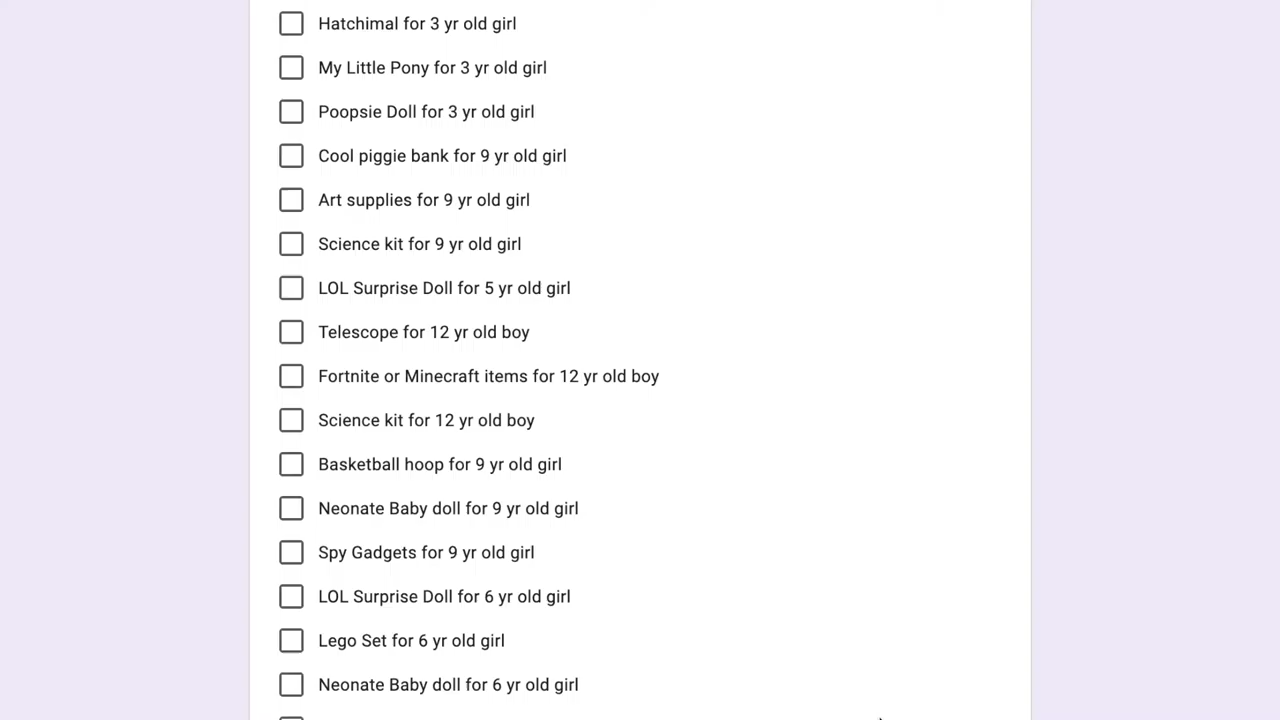 Hatchimal for 3 yr old girl
My Little Pony for 3 yr old girl
Poopsie Doll for 3 yr old girl
Cool piggie bank for 9 yr old girl
Art supplies for 9 yr old girl
Science kit for 9 yr old girl
LOL Surprise Doll for 5 yr old girl
Telescope for 12 yr old boy
Fortnite or Minecraft items for 12 yr old boy
Science kit for 12 yr old boy
Basketball hoop for 9 yr old girl
Neonate Baby doll for 9 yr old girl
Spy Gadgets for 9 yr old girl
LOL Surprise Doll for 6 yr old girl
Lego Set for 6 yr old girl
Neonate Baby doll for 6 yr old girl